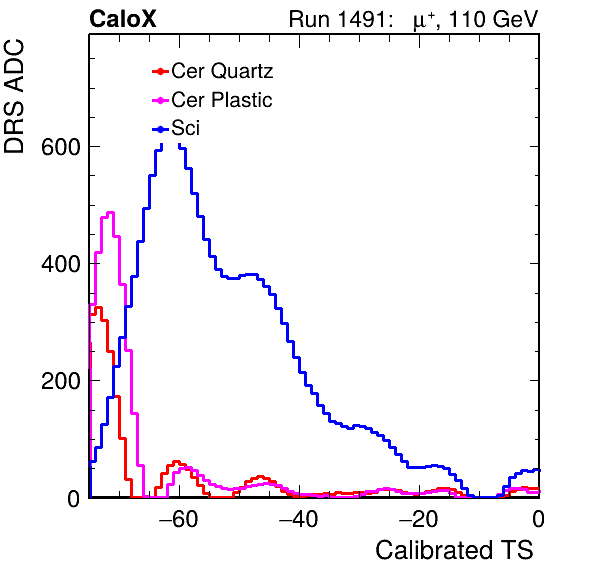 CaloX Run 1491: μ⁺, 110 GeV
DRS ADC
Cer Quartz
Cer Plastic
Sci
600
400
200
0
−60 −40 −20 0
Calibrated TS